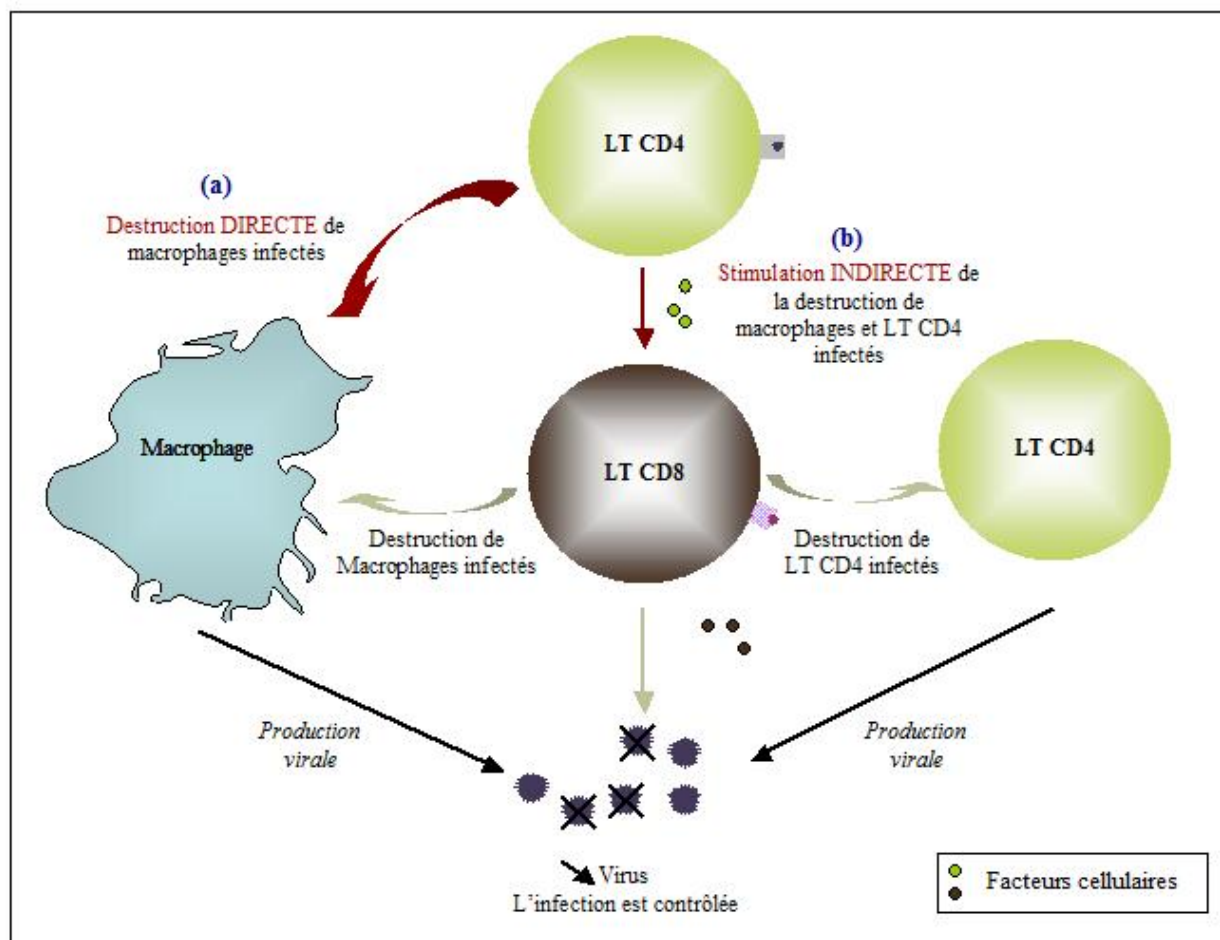 LT CD4
(a)
Destruction DIRECTE de
macrophages infectés
(b)
Stimulation INDIRECTE de
la destruction de
macrophages et LT CD4
infectés
Macrophage
LT CD8
LT CD4
Destruction de
Macrophages infectés
Destruction de
LT CD4 infectés
Production
virale
Production
virale
Virus
L'infection est contrôlée
Facteurs cellulaires